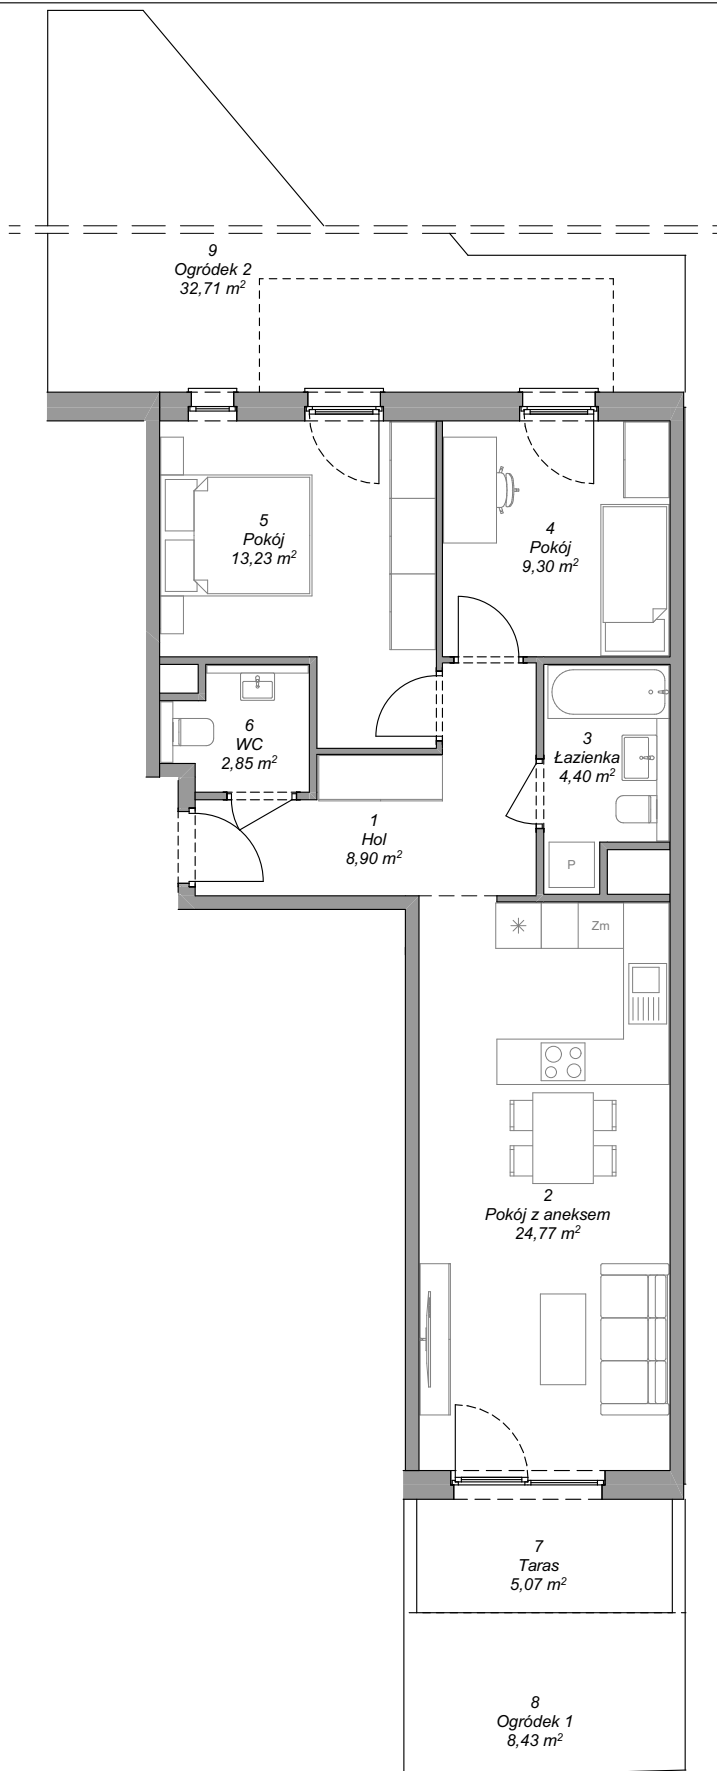 9
Ogródek 2
32,71 m²
5
Pokój
13,23 m²
4
Pokój
9,30 m²
6
WC
2,85 m²
3
Łazienka
4,40 m²
1
Hol
8,90 m²
P
Zm
2
Pokój z aneksem
24,77 m²
7
Taras
5,07 m²
8
Ogródek 1
8,43 m²